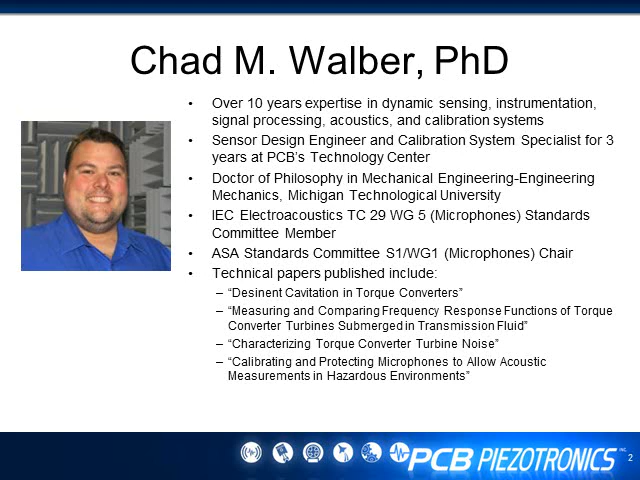 Chad M. Walber, PhD
• Over 10 years expertise in dynamic sensing, instrumentation,
signal processing, acoustics, and calibration systems
• Sensor Design Engineer and Calibration System Specialist for 3
years at PCB's Technology Center
• Doctor of Philosophy in Mechanical Engineering-Engineering
Mechanics, Michigan Technological University
• IEC Electroacoustics TC 29 WG 5 (Microphones) Standards
Committee Member
• ASA Standards Committee S1/WG1 (Microphones) Chair
• Technical papers published include:
– “Desinent Cavitation in Torque Converters”
– “Measuring and Comparing Frequency Response Functions of Torque
Converter Turbines Submerged in Transmission Fluid”
– “Characterizing Torque Converter Turbine Noise”
– “Calibrating and Protecting Microphones to Allow Acoustic
Measurements in Hazardous Environments”
PCB PIEZOTRONICS INC.
2